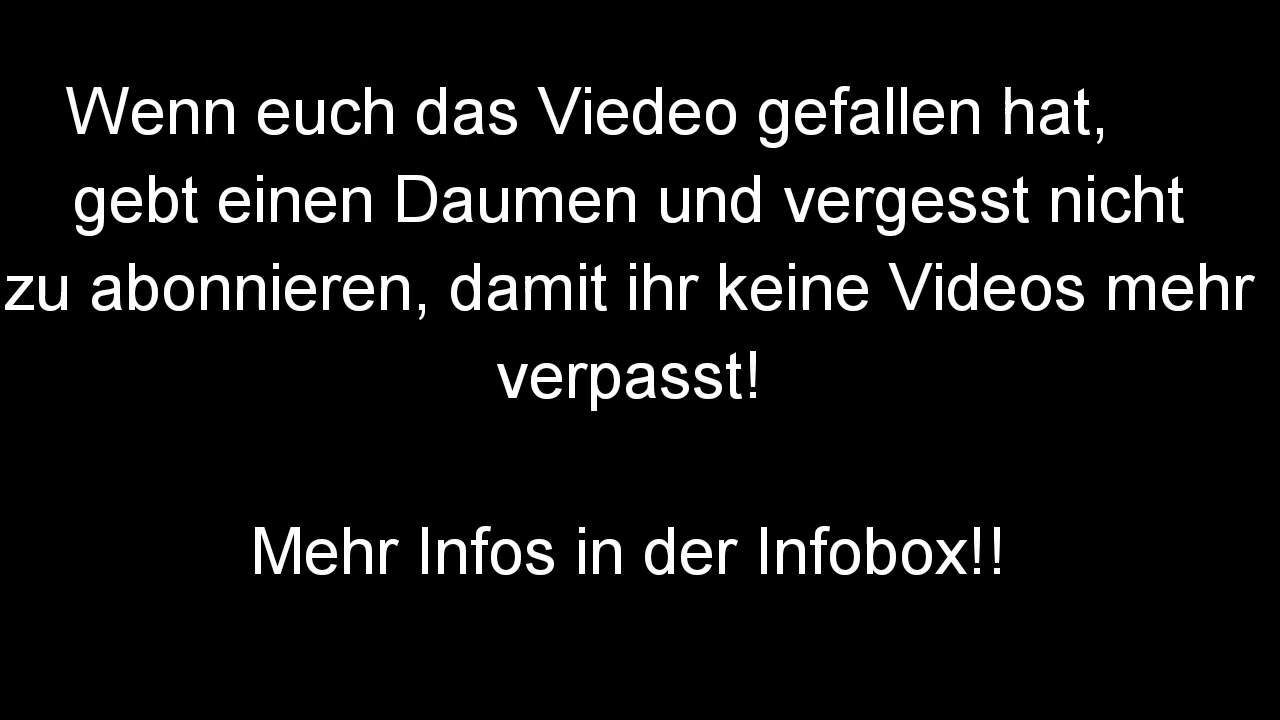 Wenn euch das Viedeo gefallen hat,
gebt einen Daumen und vergesst nicht
zu abonnieren, damit ihr keine Videos mehr
verpasst!
Mehr Infos in der Infobox!!